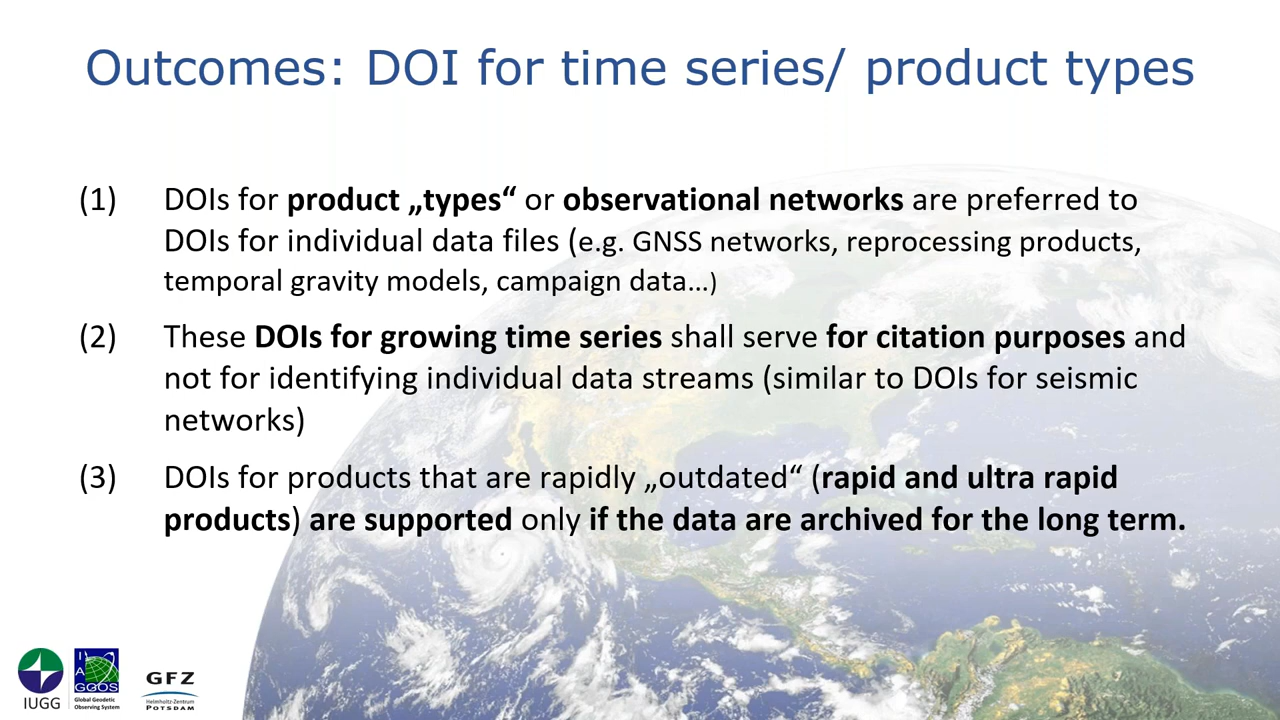 Outcomes: DOI for time series/ product types
(1) DOIs for product „types“ or observational networks are preferred to
DOIs for individual data files (e.g. GNSS networks, reprocessing products,
temporal gravity models, campaign data…)
(2) These DOIs for growing time series shall serve for citation purposes and
not for identifying individual data streams (similar to DOIs for seismic
networks)
(3) DOIs for products that are rapidly „outdated“ (rapid and ultra rapid
products) are supported only if the data are archived for the long term.
IUGG
I
A
G
GGOS
Global Geodetic
Observing System
GFZ
Helmholtz-Zentrum
POTSDAM